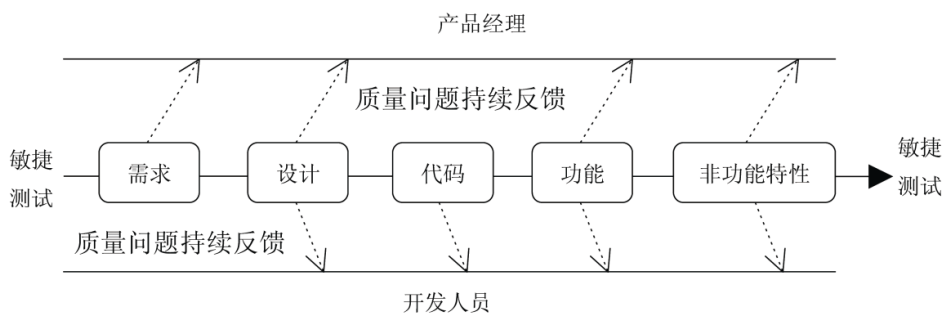 产品经理
质量问题持续反馈
敏捷
测试
需求
设计
代码
功能
非功能特性
敏捷
测试
质量问题持续反馈
开发人员